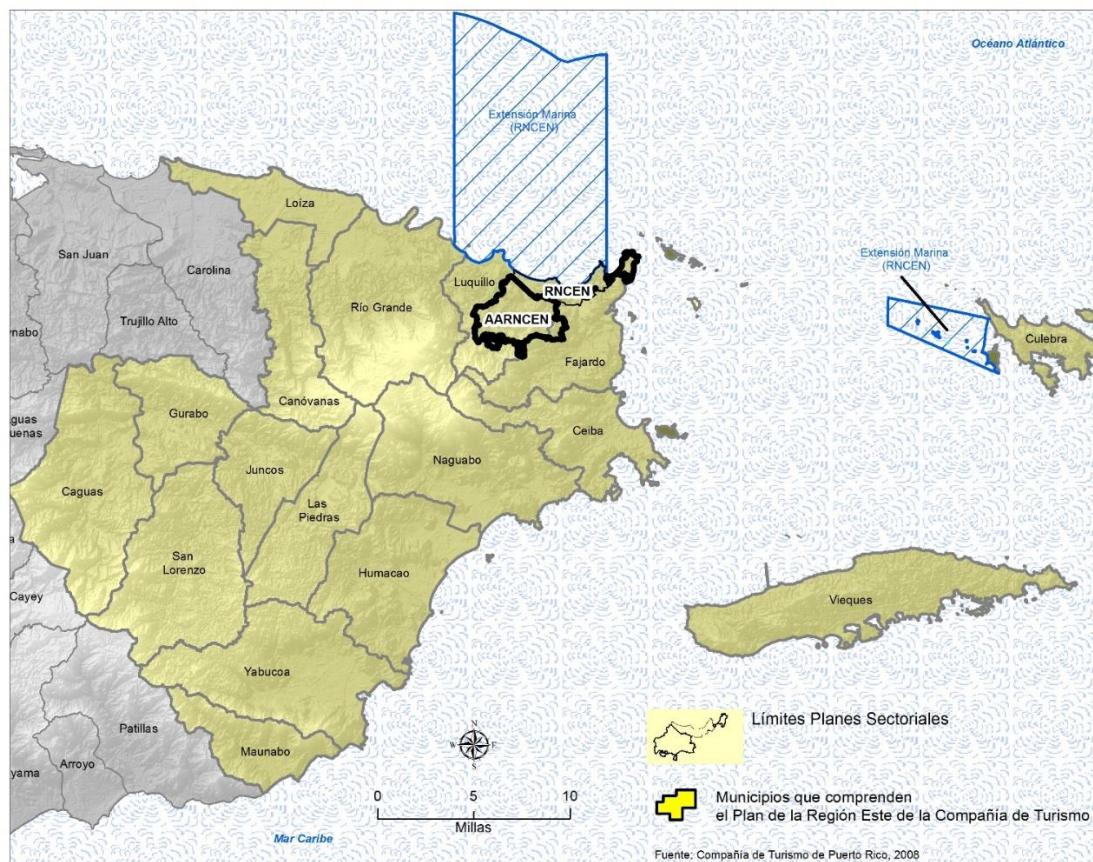 Océano Atlántico
Extensión Marina
(RNCEN)
Loíza
San Juan
Carolina
Luquillo
RNCEN
Extensión Marina
(RNCEN)
Río Grande
Trujillo Alto
AARNCEN
Culebra
Fajardo
Canóvanas
Gurabo
Ceiba
Naguabo
Juncos
Caguas
Las
Piedras
San
Lorenzo
Humacao
Cayey
Vieques
Yabucoa
Límites Planes Sectoriales
Patillas
Maunabo
N
W E
S
Arroyo
0 5 10
Millas
Municipios que comprenden
el Plan de la Región Este de la Compañía de Turismo
Mar Caribe
Fuente: Compañía de Turismo de Puerto Rico, 2008